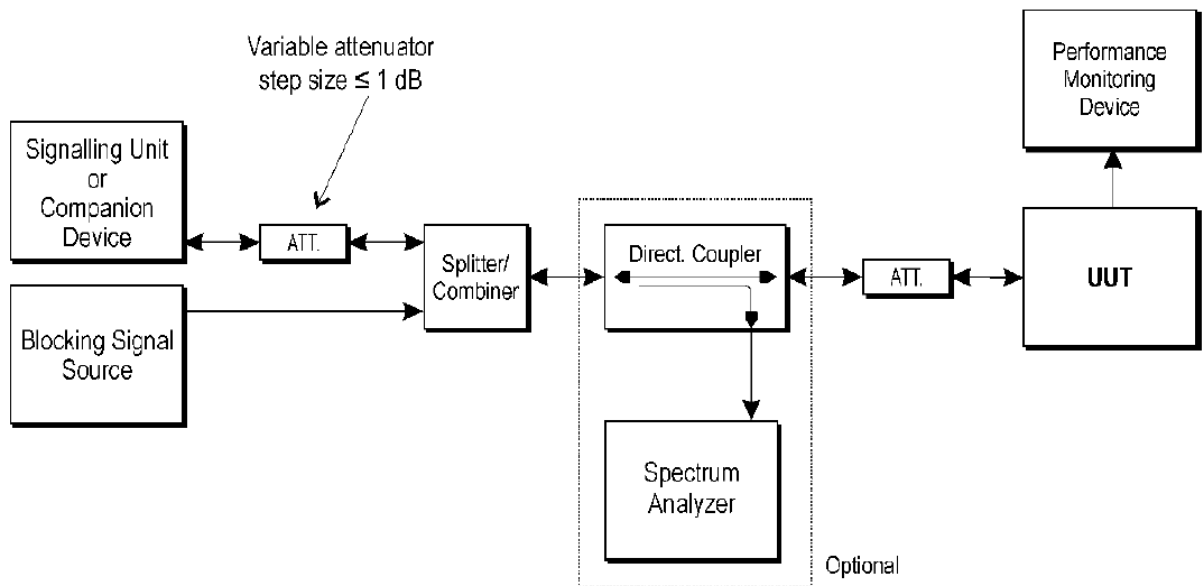 Variable attenuator
step size ≤ 1 dB
Performance
Monitoring
Device
Signalling Unit
or
Companion
Device
ATT.
Splitter/
Combiner
Direct. Coupler
ATT.
UUT
Blocking Signal
Source
Spectrum
Analyzer
Optional